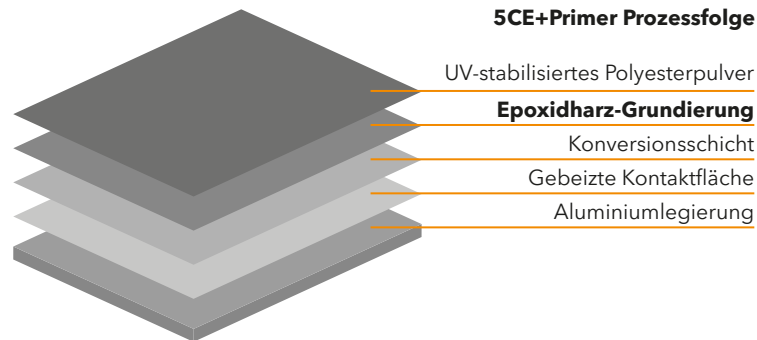 5CE+Primer Prozessfolge
UV-stabilisiertes Polyesterpulver
Epoxidharz-Grundierung
Konversionsschicht
Gebeizte Kontaktfläche
Aluminiumlegierung